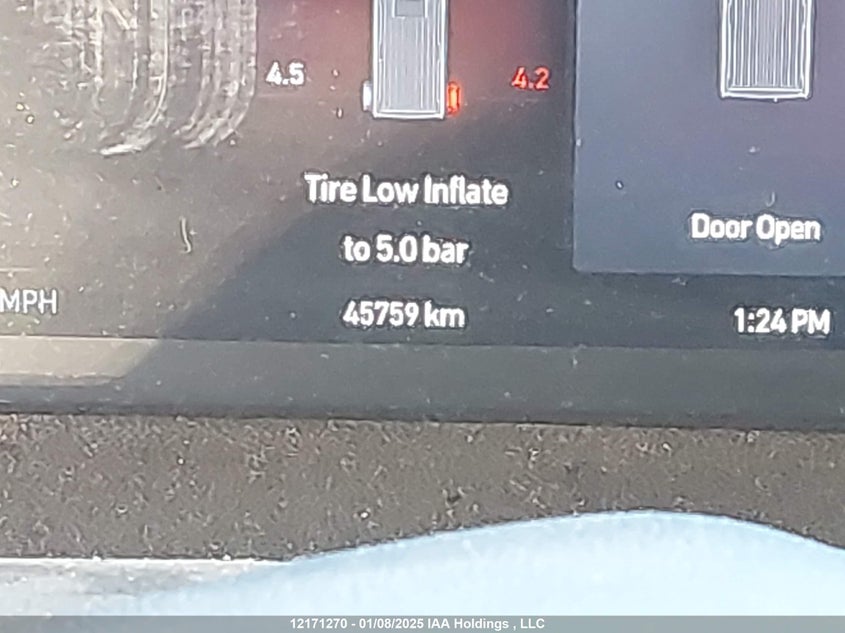 4.5 4.2
Tire Low Inflate
to 5.0 bar
Door Open
MPH
45759 km
1:24 PM
12171270 - 01/08/2025 IAA Holdings , LLC